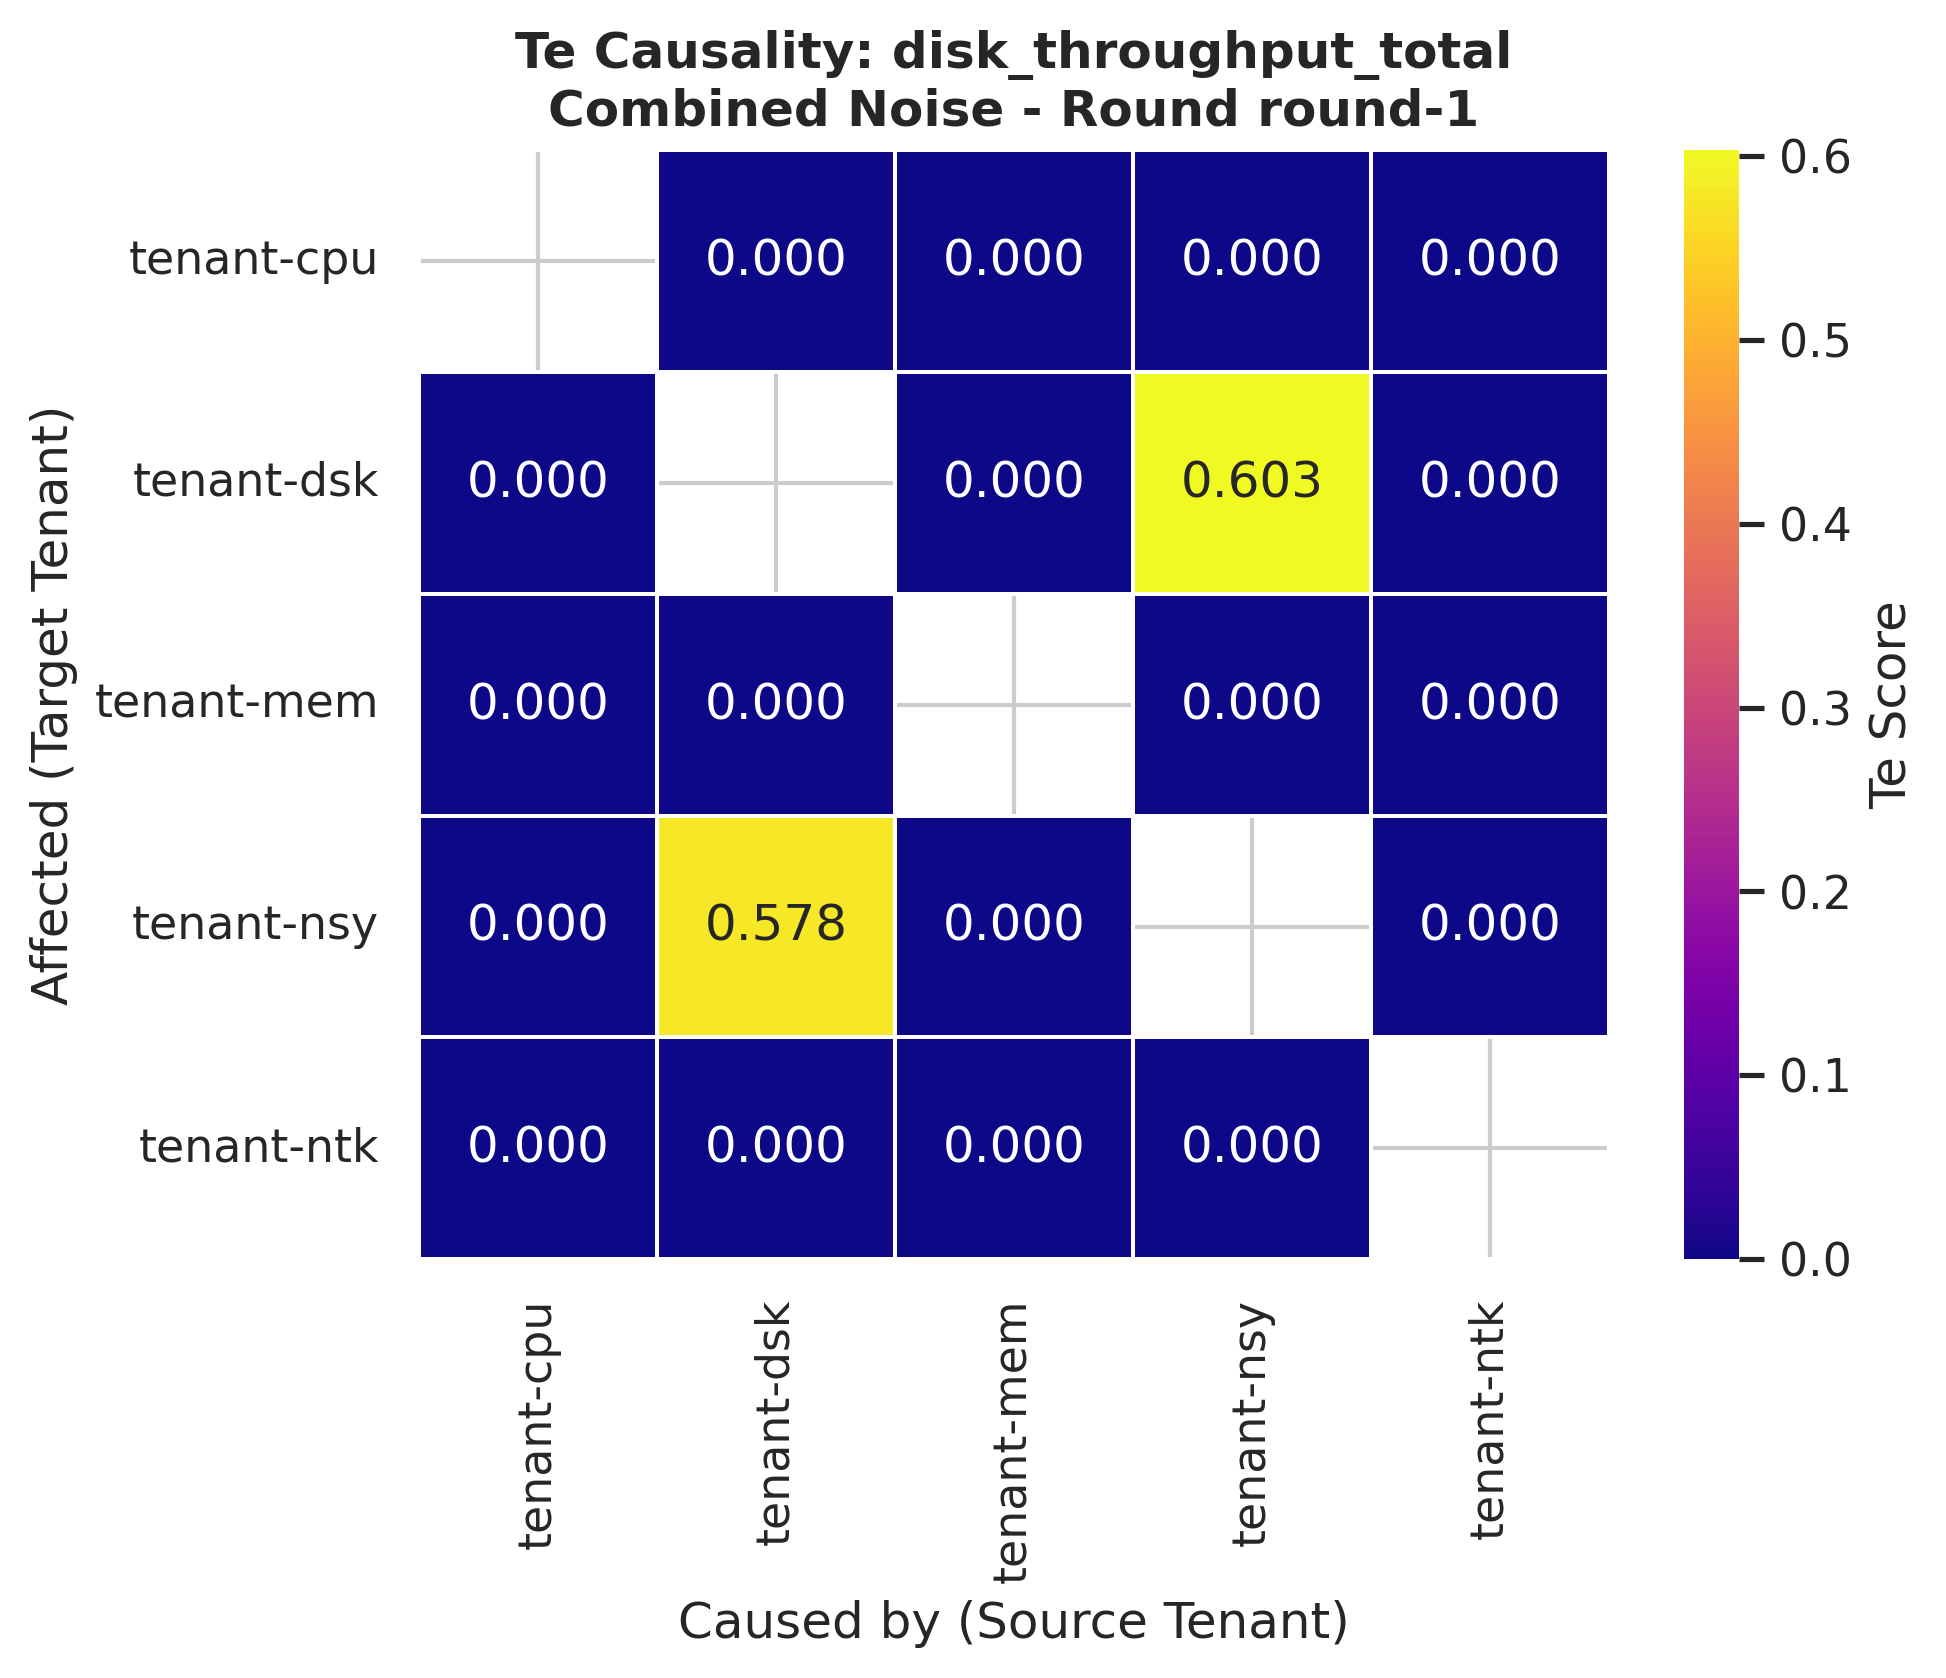 Te Causality: disk_throughput_total
Combined Noise - Round round-1
tenant-cpu 0.000 0.000 0.000 0.000
tenant-dsk 0.000 0.000 0.603 0.000
tenant-mem 0.000 0.000 0.000 0.000
tenant-nsy 0.000 0.578 0.000 0.000
tenant-ntk 0.000 0.000 0.000 0.000
Affected (Target Tenant)
tenant-cpu
tenant-dsk
tenant-mem
tenant-nsy
tenant-ntk
Caused by (Source Tenant)
0.6
0.5
0.4
0.3
0.2
0.1
0.0
Te Score